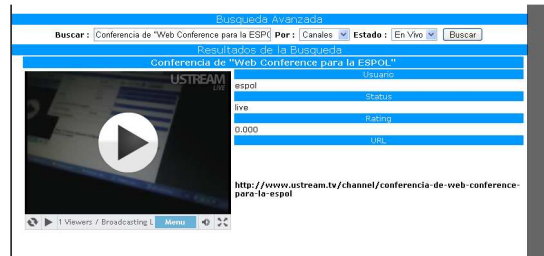 Busqueda Avanzada
Buscar : Conferencia de "Web Conference para la ESPO Por : Canales Estado : En Vivo Buscar
Resultados de la Busqueda
Conferencia de "Web Conference para la ESPOL"
USTREAM
LIVE
Usuario
espol
Status
live
Rating
0.000
URL
http://www.ustream.tv/channel/conferencia-de-web-conference-
para-la-espol
1 Viewers / Broadcasting L Menu